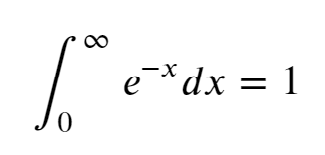 ∫₀^∞ e⁻ˣ dx = 1